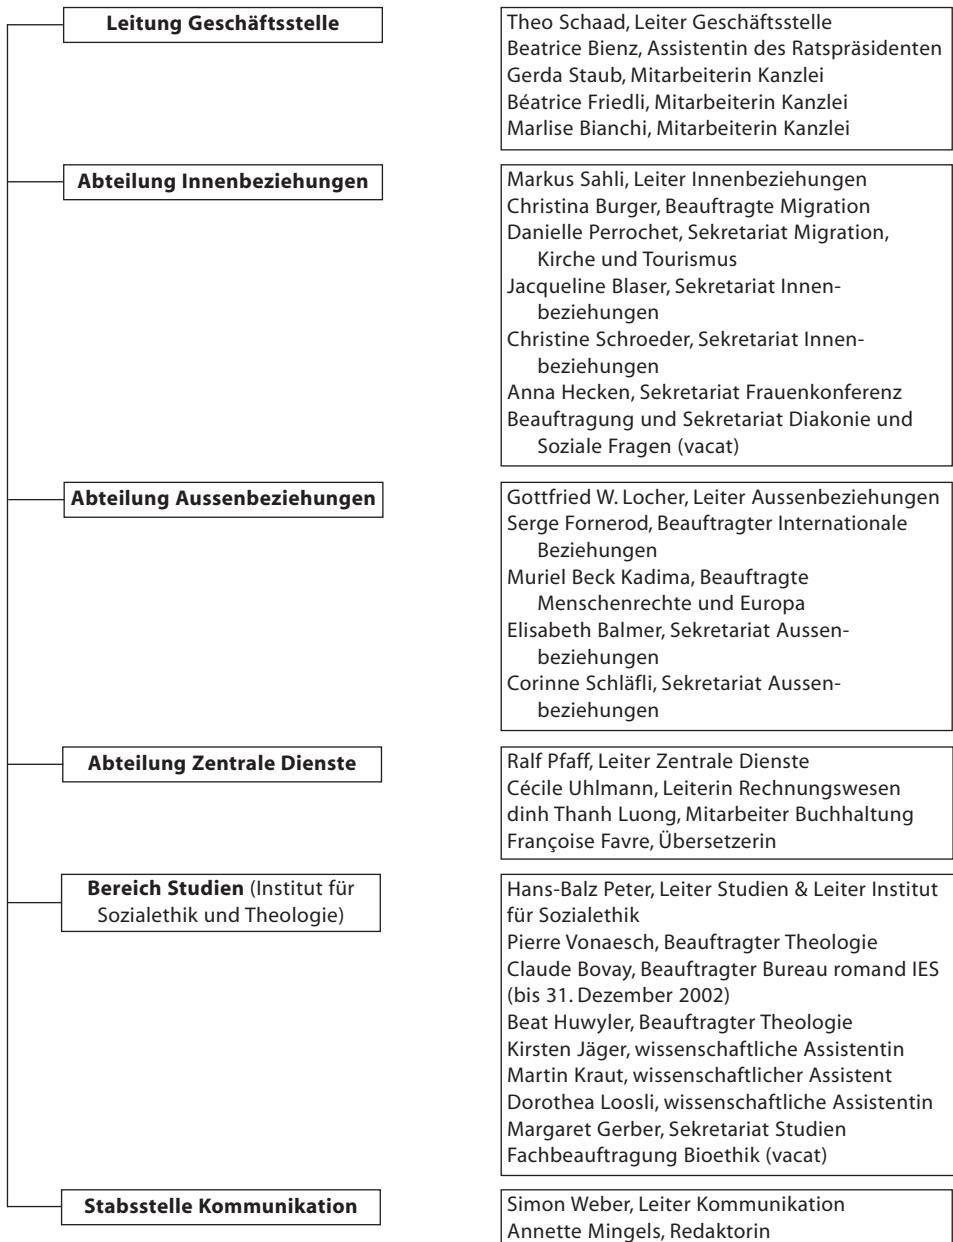 Leitung Geschäftsstelle
Theo Schaad, Leiter Geschäftsstelle
Beatrice Bienz, Assistentin des Ratspräsidenten
Gerda Staub, Mitarbeiterin Kanzlei
Béatrice Friedli, Mitarbeiterin Kanzlei
Marlise Bianchi, Mitarbeiterin Kanzlei
Abteilung Innenbeziehungen
Markus Sahli, Leiter Innenbeziehungen
Christina Burger, Beauftragte Migration
Danielle Perrochet, Sekretariat Migration,
Kirche und Tourismus
Jacqueline Blaser, Sekretariat Innen-
beziehungen
Christine Schroeder, Sekretariat Innen-
beziehungen
Anna Hecken, Sekretariat Frauenkonferenz
Beauftragung und Sekretariat Diakonie und
Soziale Fragen (vacat)
Abteilung Aussenbeziehungen
Gottfried W. Locher, Leiter Aussenbeziehungen
Serge Fornerod, Beauftragter Internationale
Beziehungen
Muriel Beck Kadima, Beauftragte
Menschenrechte und Europa
Elisabeth Balmer, Sekretariat Aussen-
beziehungen
Corinne Schläfli, Sekretariat Aussen-
beziehungen
Abteilung Zentrale Dienste
Ralf Pfaff, Leiter Zentrale Dienste
Cécile Uhlmann, Leiterin Rechnungswesen
dinh Thanh Luong, Mitarbeiter Buchhaltung
Françoise Favre, Übersetzerin
Bereich Studien (Institut für
Sozialethik und Theologie)
Hans-Balz Peter, Leiter Studien & Leiter Institut
für Sozialethik
Pierre Vonaesch, Beauftragter Theologie
Claude Bovay, Beauftragter Bureau romand IES
(bis 31. Dezember 2002)
Beat Huwyler, Beauftragter Theologie
Kirsten Jäger, wissenschaftliche Assistentin
Martin Kraut, wissenschaftlicher Assistent
Dorothea Loosli, wissenschaftliche Assistentin
Margaret Gerber, Sekretariat Studien
Fachbeauftragung Bioethik (vacat)
Stabsstelle Kommunikation
Simon Weber, Leiter Kommunikation
Annette Mingels, Redaktorin